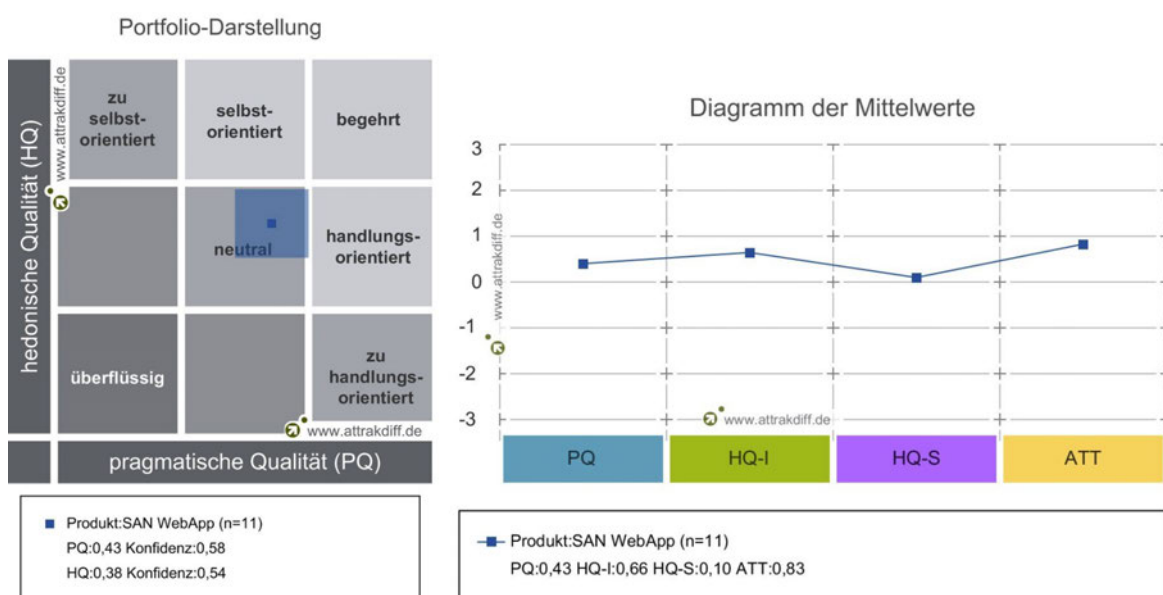 Portfolio-Darstellung
hedonische Qualität (HQ)
www.attrakdiff.de
zu
selbst-
orientiert
selbst-
orientiert
begehrt
neutral
handlungs-
orientiert
überflüssig
zu
handlungs-
orientiert
www.attrakdiff.de
pragmatische Qualität (PQ)
Produkt:SAN WebApp (n=11)
PQ:0,43 Konfidenz:0,58
HQ:0,38 Konfidenz:0,54
Diagramm der Mittelwerte
3
2
1
0
-1
-2
-3
www.attrakdiff.de
www.attrakdiff.de
PQ
HQ-I
HQ-S
ATT
Produkt:SAN WebApp (n=11)
PQ:0,43 HQ-I:0,66 HQ-S:0,10 ATT:0,83